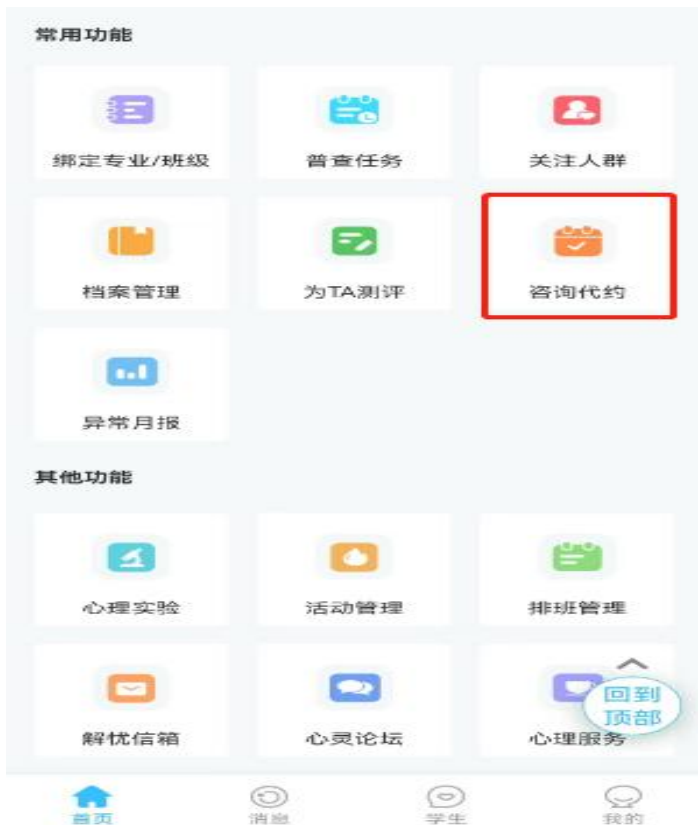 常用功能
绑定专业/班级
普查任务
关注人群
档案管理
为TA测评
咨询代约
异常月报
其他功能
心理实验
活动管理
排班管理
解忧信箱
心灵论坛
心理服务
回到
顶部
首页
消息
学生
我的